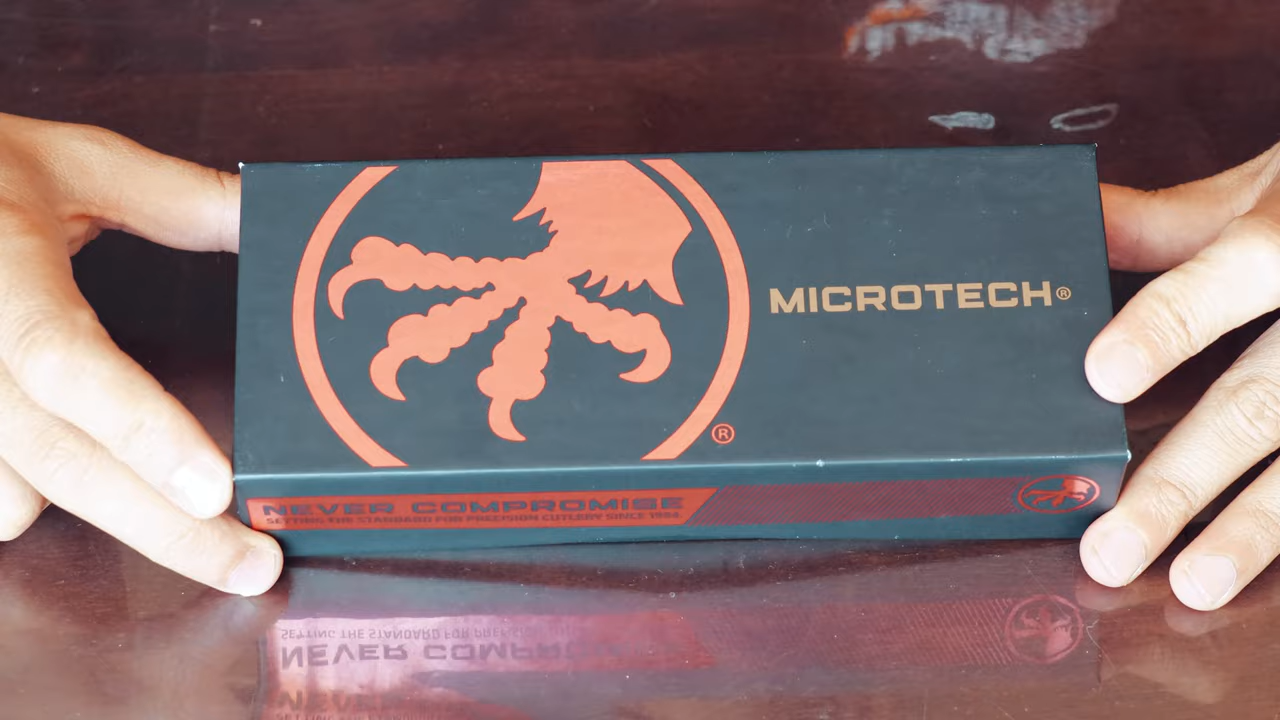 MICROTECH®
®
NEVER COMPROMISE
SETTING THE STANDARD FOR PRECISION CUTLERY SINCE 1994